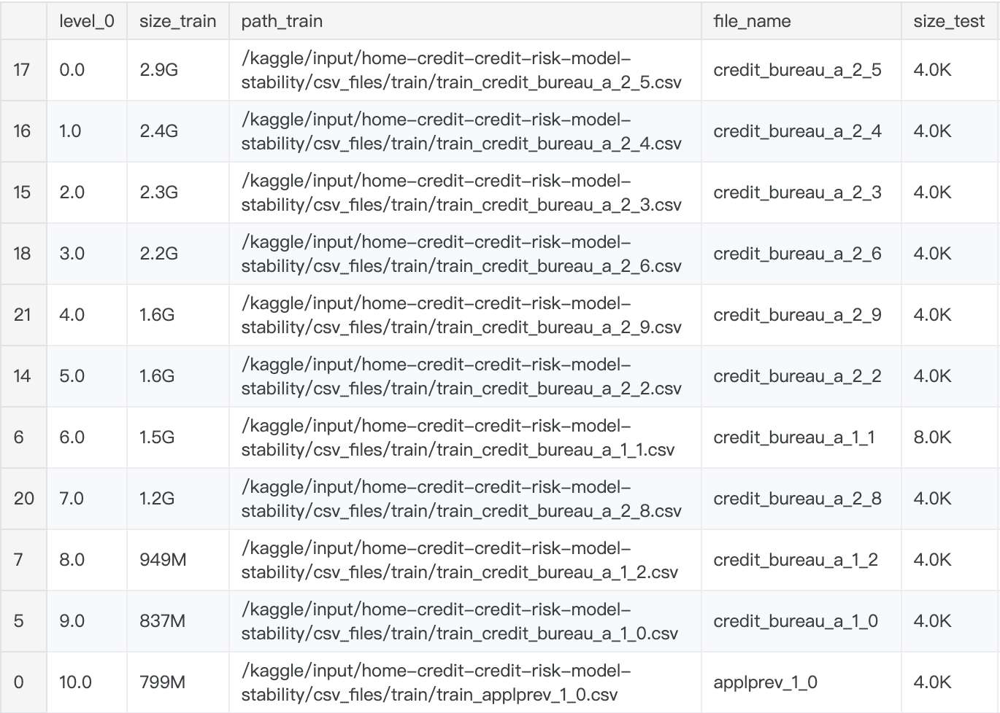 level_0 size_train path_train file_name size_test
17 0.0 2.9G /kaggle/input/home-credit-credit-risk-model-
stability/csv_files/train/train_credit_bureau_a_2_5.csv credit_bureau_a_2_5 4.0K
16 1.0 2.4G /kaggle/input/home-credit-credit-risk-model-
stability/csv_files/train/train_credit_bureau_a_2_4.csv credit_bureau_a_2_4 4.0K
15 2.0 2.3G /kaggle/input/home-credit-credit-risk-model-
stability/csv_files/train/train_credit_bureau_a_2_3.csv credit_bureau_a_2_3 4.0K
18 3.0 2.2G /kaggle/input/home-credit-credit-risk-model-
stability/csv_files/train/train_credit_bureau_a_2_6.csv credit_bureau_a_2_6 4.0K
21 4.0 1.6G /kaggle/input/home-credit-credit-risk-model-
stability/csv_files/train/train_credit_bureau_a_2_9.csv credit_bureau_a_2_9 4.0K
14 5.0 1.6G /kaggle/input/home-credit-credit-risk-model-
stability/csv_files/train/train_credit_bureau_a_2_2.csv credit_bureau_a_2_2 4.0K
6 6.0 1.5G /kaggle/input/home-credit-credit-risk-model-
stability/csv_files/train/train_credit_bureau_a_1_1.csv credit_bureau_a_1_1 8.0K
20 7.0 1.2G /kaggle/input/home-credit-credit-risk-model-
stability/csv_files/train/train_credit_bureau_a_2_8.csv credit_bureau_a_2_8 4.0K
7 8.0 949M /kaggle/input/home-credit-credit-risk-model-
stability/csv_files/train/train_credit_bureau_a_1_2.csv credit_bureau_a_1_2 4.0K
5 9.0 837M /kaggle/input/home-credit-credit-risk-model-
stability/csv_files/train/train_credit_bureau_a_1_0.csv credit_bureau_a_1_0 4.0K
0 10.0 799M /kaggle/input/home-credit-credit-risk-model-
stability/csv_files/train/train_applprev_1_0.csv applprev_1_0 4.0K